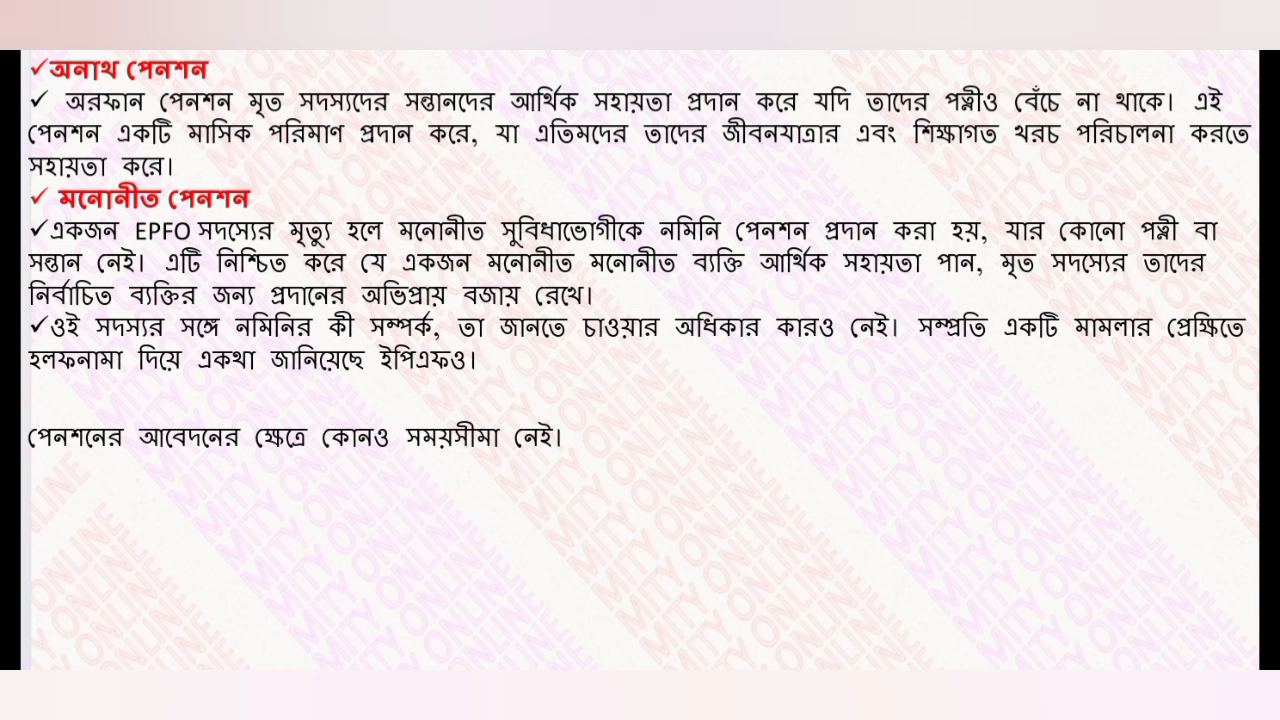 ✓অনাথ পেনশন
✓ অরফান পেনশন মৃত সদস্যদের সন্তানদের আর্থিক সহায়তা প্রদান করে যদি তাদের পত্নীও বেঁচে না থাকে। এই
পেনশন একটি মাসিক পরিমাণ প্রদান করে, যা এতিমদের তাদের জীবনযাত্রার এবং শিক্ষাগত খরচ পরিচালনা করতে
সহায়তা করে।
✓ মনোনীত পেনশন
✓একজন EPFO সদস্যের মৃত্যু হলে মনোনীত সুবিধাভোগীকে নমিনি পেনশন প্রদান করা হয়, যার কোনো পত্নী বা
সন্তান নেই। এটি নিশ্চিত করে যে একজন মনোনীত মনোনীত ব্যক্তি আর্থিক সহায়তা পান, মৃত সদস্যের তাদের
নির্বাচিত ব্যক্তির জন্য প্রদানের অভিপ্রায় বজায় রেখে।
✓ওই সদস্যর সঙ্গে নমিনির কী সম্পর্ক, তা জানতে চাওয়ার অধিকার কারও নেই। সম্প্রতি একটি মামলার প্রেক্ষিতে
হলফনামা দিয়ে একথা জানিয়েছে ইপিএফও।
পেনশনের আবেদনের ক্ষেত্রে কোনও সময়সীমা নেই।